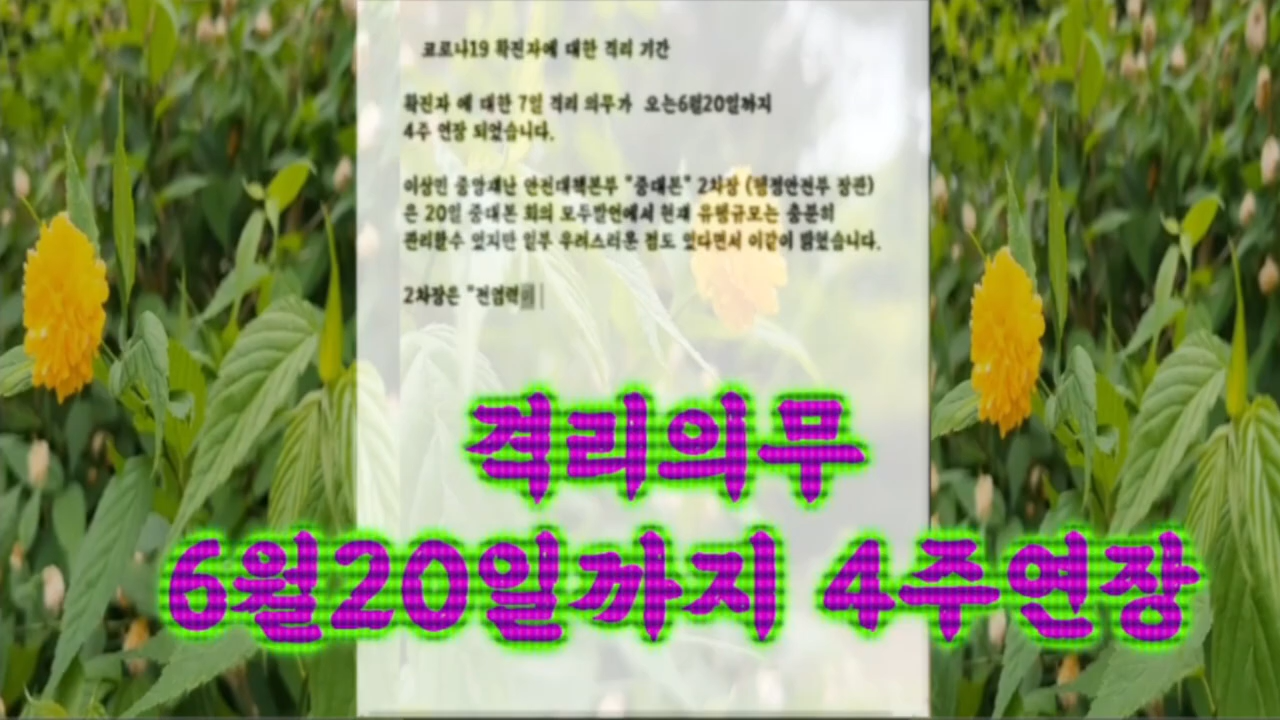 코로나19 확진자에 대한 격리 기간
확진자 에 대한 7일 격리 의무가 오는6월20일까지
4주 연장 되었습니다.
이상민 중앙재난 안전대책본부 "중대본" 2차장 (행정안전부 장관)
은 20일 중대본 회의 모두발언에서 현재 유행규모는 충분히
관리할수 있지만 일부 우려스러운 점도 있다면서 이같이 밝혔습니다.
2차장은 "전염력
격리의무
6월20일까지 4주연장